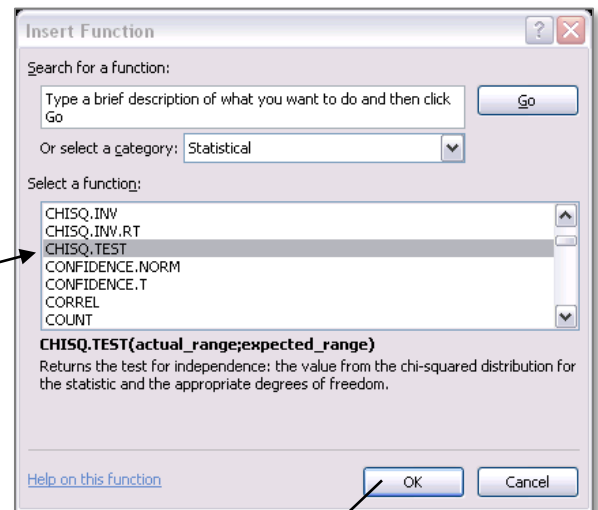 Insert Function
Search for a function:
Type a brief description of what you want to do and then click
Go
Go
Or select a category: Statistical
Select a function:
CHISQ.INV
CHISQ.INV.RT
CHISQ.TEST
CONFIDENCE.NORM
CONFIDENCE.T
CORREL
COUNT
CHISQ.TEST(actual_range;expected_range)
Returns the test for independence: the value from the chi-squared distribution for
the statistic and the appropriate degrees of freedom.
Help on this function
OK
Cancel